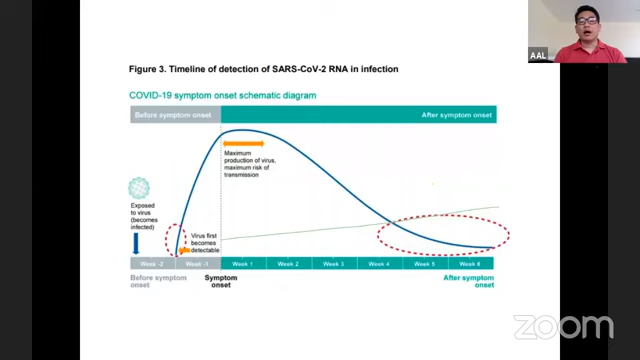 AAL
Figure 3. Timeline of detection of SARS-CoV-2 RNA in infection
COVID-19 symptom onset schematic diagram
Before symptom onset
After symptom onset
Maximum
production of virus,
maximum risk of
transmission
Exposed
to virus
(becomes
infected)
Virus first
becomes
detectable
Week -2
Week -1
Week 1
Week 2
Week 3
Week 4
Week 5
Week 6
Before symptom
onset
Symptom
onset
After symptom
onset
zoom